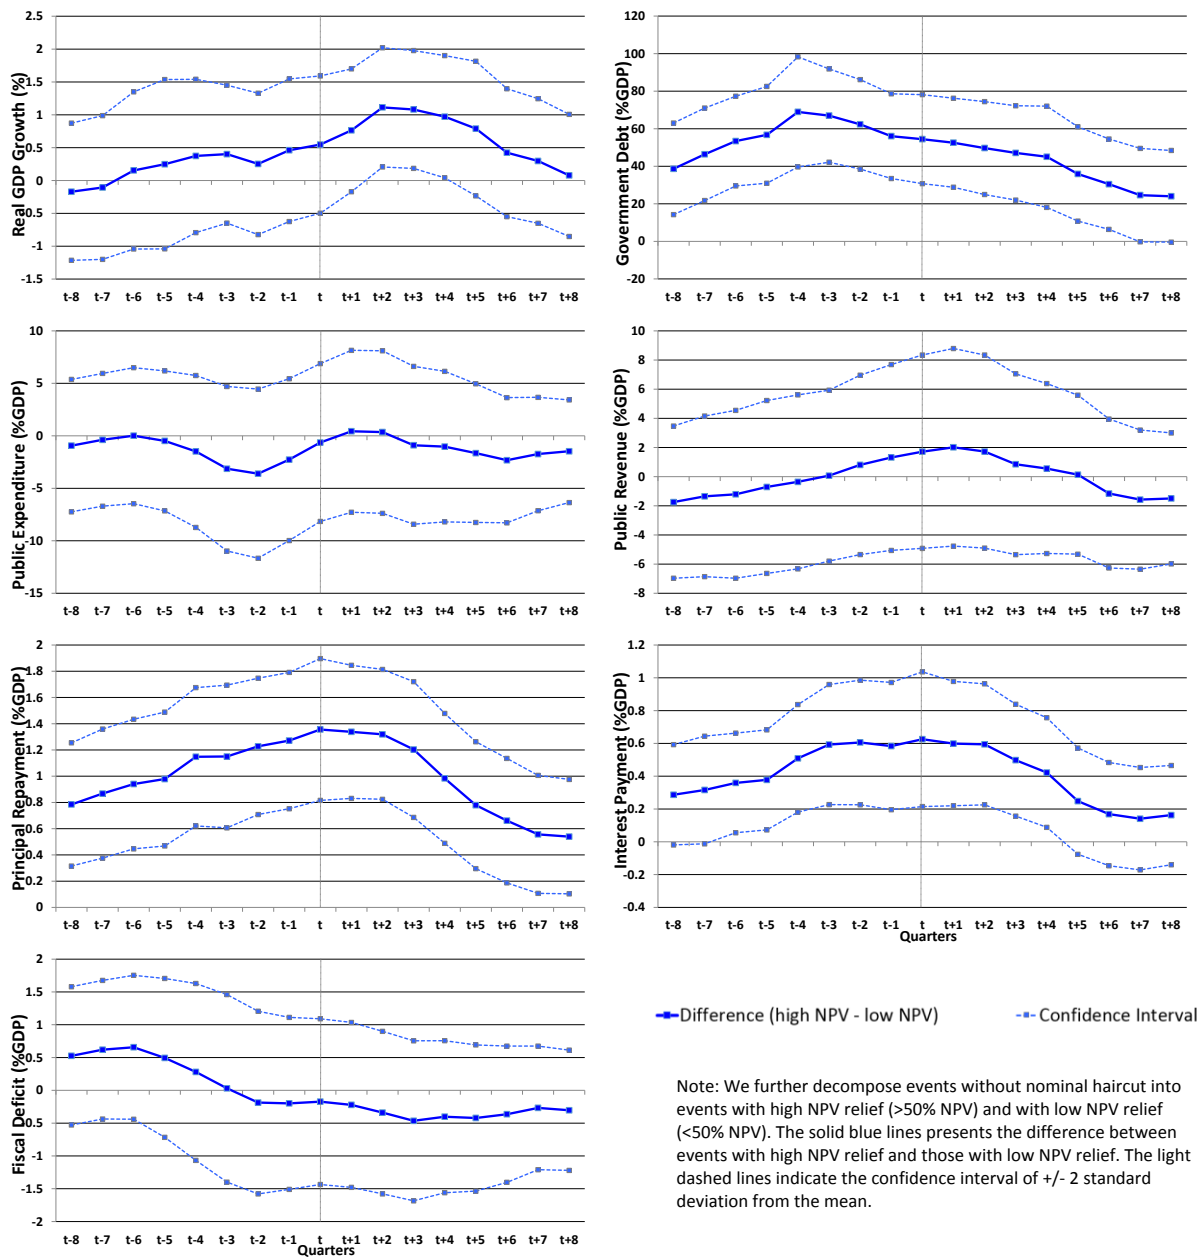 Real GDP Growth (%)
2.5
2
1.5
1
0.5
0
-0.5
-1
-1.5
t-8 t-7 t-6 t-5 t-4 t-3 t-2 t-1 t t+1 t+2 t+3 t+4 t+5 t+6 t+7 t+8
Government Debt (%GDP)
120
100
80
60
40
20
0
-20
t-8 t-7 t-6 t-5 t-4 t-3 t-2 t-1 t t+1 t+2 t+3 t+4 t+5 t+6 t+7 t+8
Public Expenditure (%GDP)
10
5
0
-5
-10
-15
t-8 t-7 t-6 t-5 t-4 t-3 t-2 t-1 t t+1 t+2 t+3 t+4 t+5 t+6 t+7 t+8
Public Revenue (%GDP)
10
8
6
4
2
0
-2
-4
-6
-8
t-8 t-7 t-6 t-5 t-4 t-3 t-2 t-1 t t+1 t+2 t+3 t+4 t+5 t+6 t+7 t+8
Principal Repayment (%GDP)
2
1.8
1.6
1.4
1.2
1
0.8
0.6
0.4
0.2
0
t-8 t-7 t-6 t-5 t-4 t-3 t-2 t-1 t t+1 t+2 t+3 t+4 t+5 t+6 t+7 t+8
Interest Payment (%GDP)
1.2
1
0.8
0.6
0.4
0.2
0
-0.2
-0.4
t-8 t-7 t-6 t-5 t-4 t-3 t-2 t-1 t t+1 t+2 t+3 t+4 t+5 t+6 t+7 t+8
Quarters
Fiscal Deficit (%GDP)
2
1.5
1
0.5
0
-0.5
-1
-1.5
-2
t-8 t-7 t-6 t-5 t-4 t-3 t-2 t-1 t t+1 t+2 t+3 t+4 t+5 t+6 t+7 t+8
Quarters
Difference (high NPV - low NPV)
Confidence Interval
Note: We further decompose events without nominal haircut into
events with high NPV relief (>50% NPV) and with low NPV relief
(<50% NPV). The solid blue lines presents the difference between
events with high NPV relief and those with low NPV relief. The light
dashed lines indicate the confidence interval of +/- 2 standard
deviation from the mean.